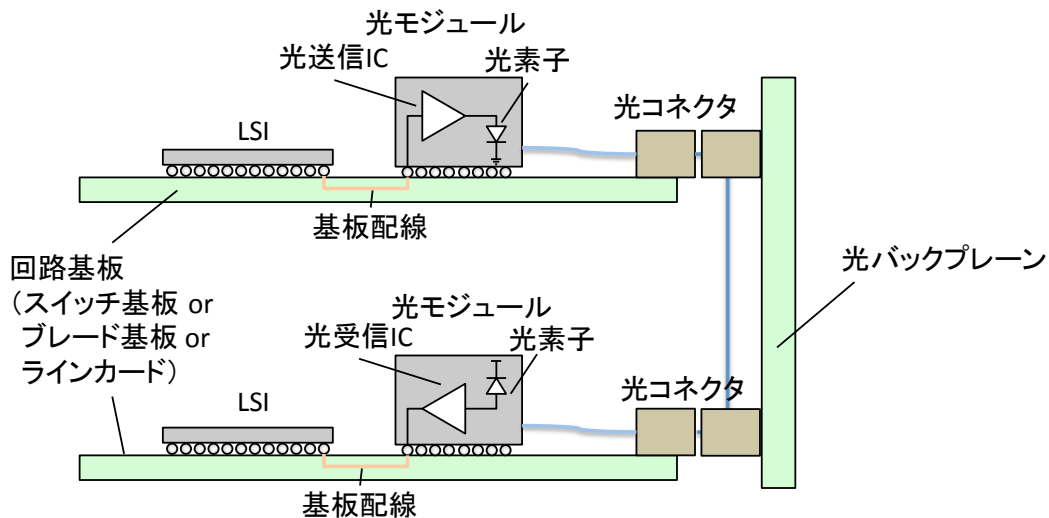 光モジュール
光送信IC
光素子
光コネクタ
LSI
基板配線
回路基板
（スイッチ基板 or
ブレード基板 or
ラインカード）
光バックプレーン
光モジュール
光受信IC
光素子
光コネクタ
LSI
基板配線